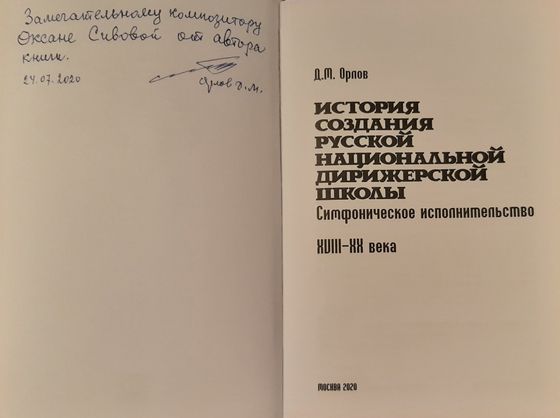 Замечательному композитору
Оксане Сивовой от автора
книги.
24.07.2020
Орлов Д.М.
Д.М. Орлов
ИСТОРИЯ
СОЗДАНИЯ
РУССКОЙ
НАЦИОНАЛЬНОЙ
ДИРИЖЕРСКОЙ
ШКОЛЫ
Симфоническое исполнительство
XVIII–XX века
МОСКВА 2020